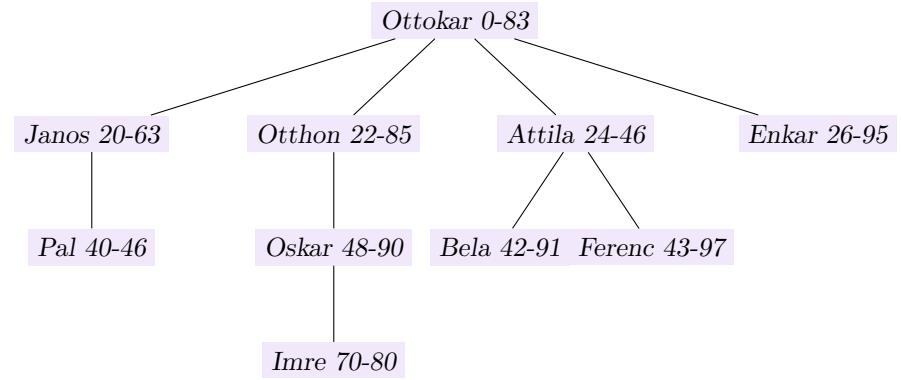 Ottokar 0-83
Janos 20-63
Otthon 22-85
Attila 24-46
Enkar 26-95
Pal 40-46
Oskar 48-90
Bela 42-91
Ferenc 43-97
Imre 70-80